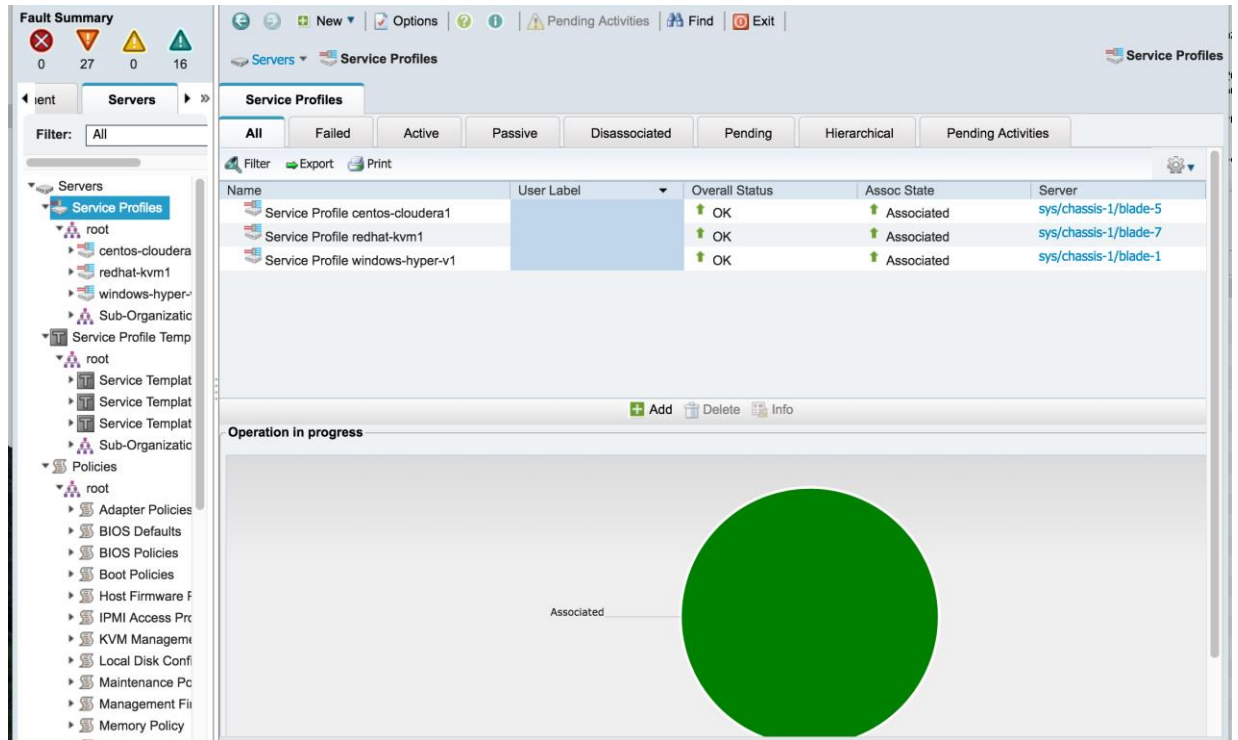 Fault Summary
0 27 0 16
New Options Pending Activities Find Exit
Servers Service Profiles
Service Profiles
Servers
Service Profiles
Filter: All
All Failed Active Passive Disassociated Pending Hierarchical Pending Activities
Filter Export Print
Name User Label Overall Status Assoc State Server
Service Profile centos-cloudera1 OK Associated sys/chassis-1/blade-5
Service Profile redhat-kvm1 OK Associated sys/chassis-1/blade-7
Service Profile windows-hyper-v1 OK Associated sys/chassis-1/blade-1
Servers
Service Profiles
root
centos-cloudera
redhat-kvm1
windows-hyper-
Sub-Organizatic
Service Profile Temp
root
Service Templat
Service Templat
Service Templat
Sub-Organizatic
Policies
root
Adapter Policies
BIOS Defaults
BIOS Policies
Boot Policies
Host Firmware F
IPMI Access Pro
KVM Manageme
Local Disk Confi
Maintenance Po
Management Fir
Memory Policy
Add Delete Info
Operation in progress
Associated